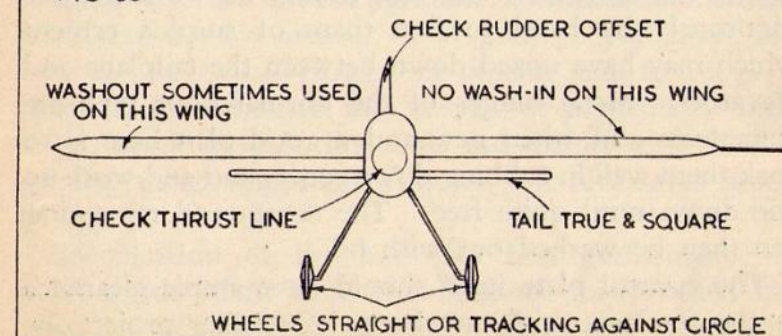 CHECK RUDDER OFFSET
WASHOUT SOMETIMES USED
ON THIS WING
NO WASH-IN ON THIS WING
CHECK THRUST LINE
TAIL TRUE & SQUARE
WHEELS STRAIGHT OR TRACKING AGAINST CIRCLE